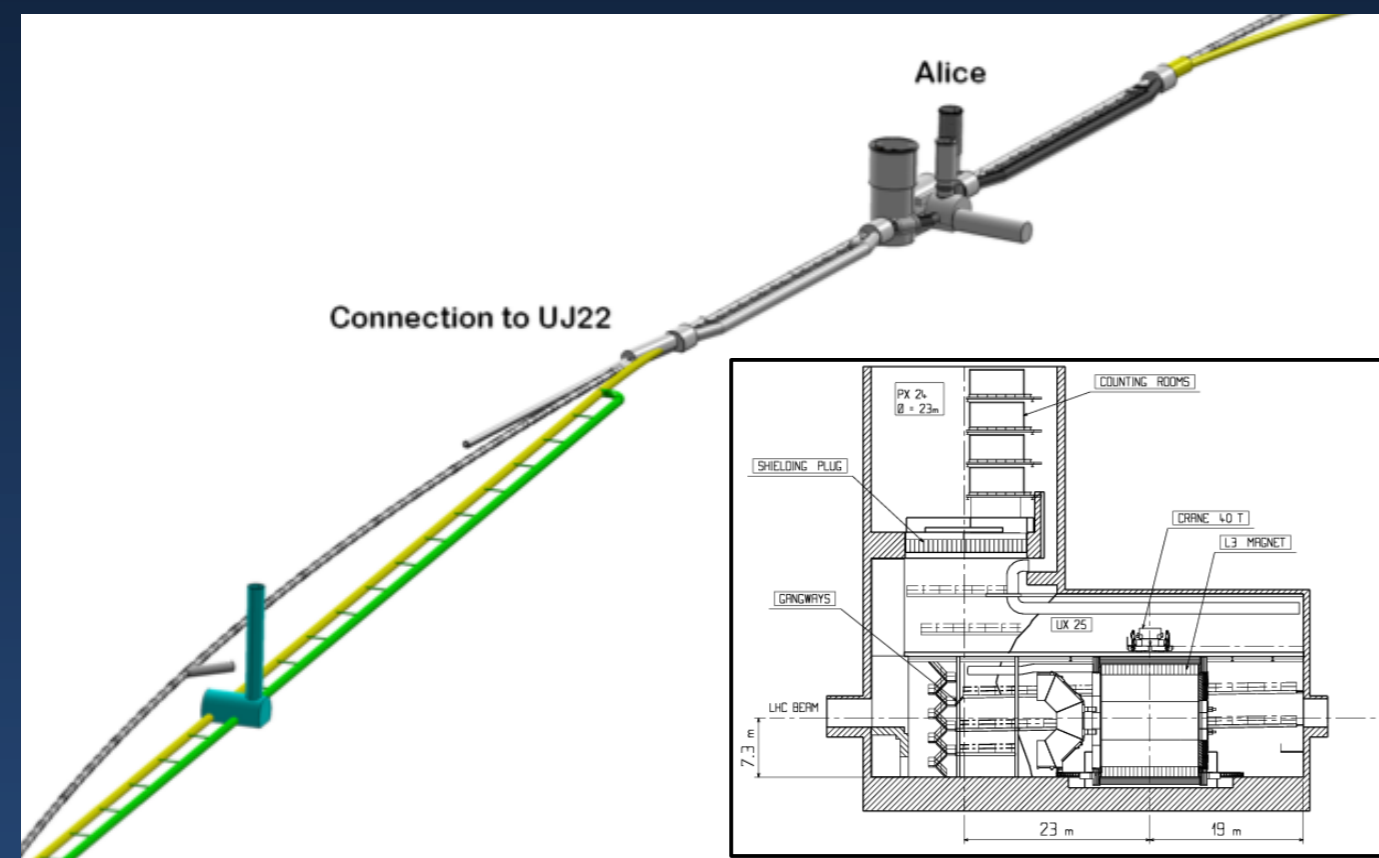 Alice
Connection to UJ22
PX 24
Ø = 23m
COUNTING ROOMS
SHIELDING PLUG
CRANE 40 T
L3 MAGNET
GANGWAYS
UX 25
LHC BEAM
7.3 m
23 m
19 m